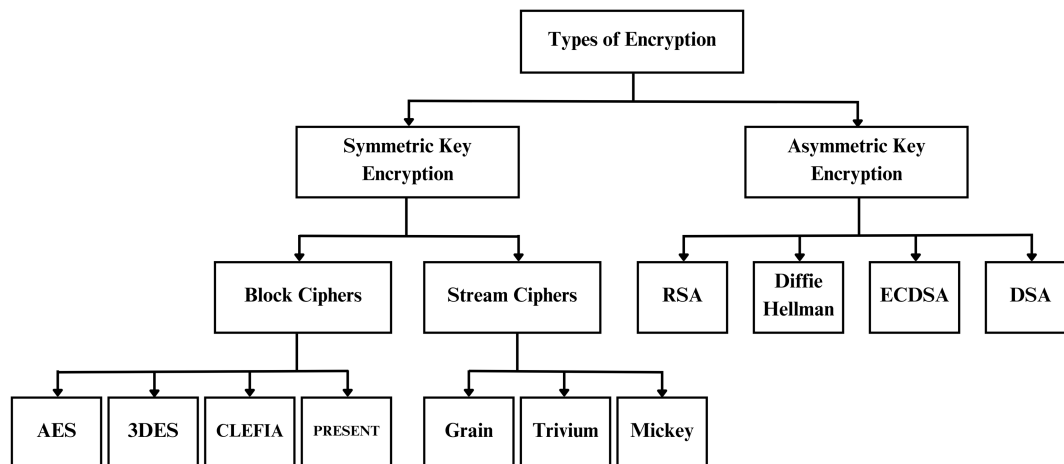 Types of Encryption
Symmetric Key
Encryption
Asymmetric Key
Encryption
Block Ciphers
Stream Ciphers
RSA
Diffie
Hellman
ECDSA
DSA
AES
3DES
CLEFIA
PRESENT
Grain
Trivium
Mickey